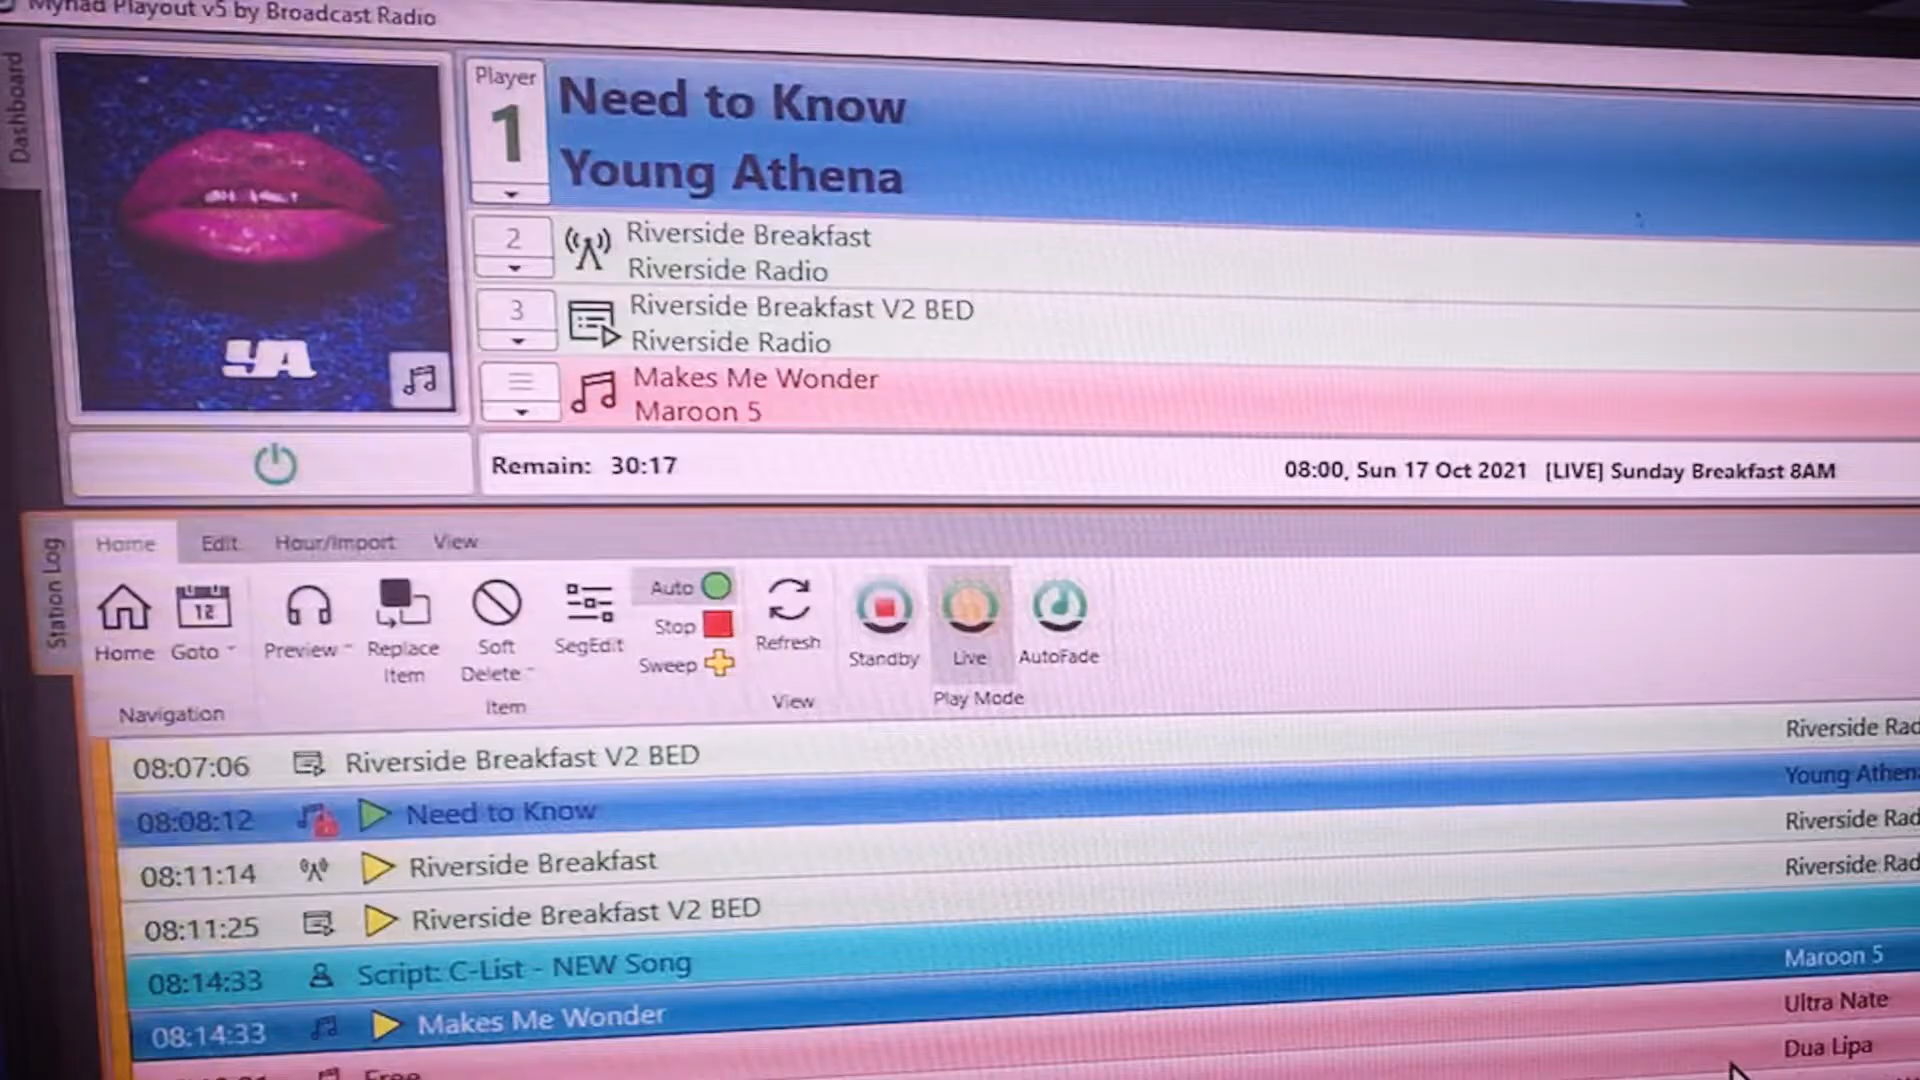 Myriad Playout v5 by Broadcast Radio
Dashboard
YA
Player
1
Need to Know
Young Athena
2
Riverside Breakfast
Riverside Radio
3
Riverside Breakfast V2 BED
Riverside Radio
Makes Me Wonder
Maroon 5
Remain: 30:17
08:00, Sun 17 Oct 2021 [LIVE] Sunday Breakfast 8AM
Station Log
Home Edit Hour/Import View
12
Home Goto Preview Replace Item Soft Delete SegEdit
Auto
Stop
Sweep
Refresh Standby Live AutoFade
Navigation Item View Play Mode
08:07:06 Riverside Breakfast V2 BED Riverside Rad
08:08:12 Need to Know Young Athena
08:11:14 Riverside Breakfast Riverside Rad
08:11:25 Riverside Breakfast V2 BED Riverside Rad
08:14:33 Script: C-List - NEW Song
08:14:33 Makes Me Wonder Maroon 5
Free Ultra Nate
Dua Lipa